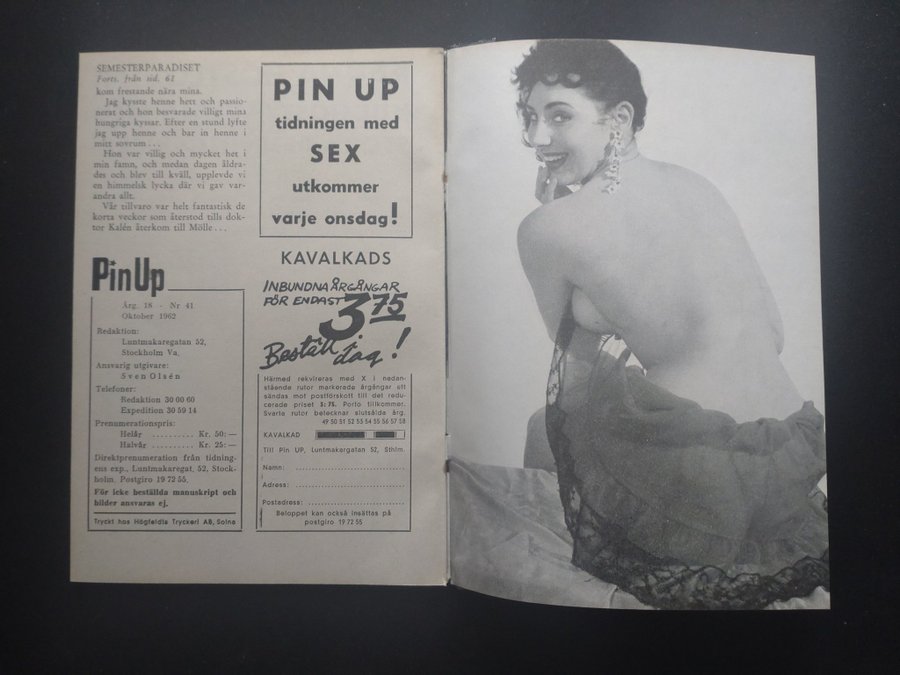 SEMESTERPARADISET
Forts. från sid. 61
kom frestande nära mina.
Jag kysste henne hett och passio-
nerat och hon besvarade villigt mina
hungriga kyssar. Efter en stund lyfte
jag upp henne och bar in henne i
mitt sovrum . . .
Hon var villig och mycket het i
min famn, och medan dagen åldra-
des och blev till kväll, upplevde vi
en himmelsk lycka där vi gav var-
andra allt.
Vår tillvaro var helt fantastisk de
korta veckor som återstod tills dok-
tor Kalén återkom till Mölle . . .
Pin Up
Årg. 18 - Nr 41
Oktober 1962
Redaktion:
Luntmakaregatan 52,
Stockholm Va.
Ansvarig utgivare:
Sven Olsén
Telefoner:
Redaktion 30 00 60
Expedition 30 59 14
Prenumerationspris:
Helår .......... Kr. 50: —
Halvår .......... Kr. 25: —
Direktprenumeration från tidning-
ens exp., Luntmakaregat, 52, Stock-
holm. Postgiro 19 72 55.
För icke beställda manuskript och
bilder ansvaras ej.
Tryckt hos Högfeldts Tryckeri AB, Solna
PIN UP
tidningen med
SEX
utkommer
varje onsdag!
KAVALKADS
INBUNDNA ÅRGÅNGAR
FÖR ENDAST 3 75
Beställ i dag!
Härmed rekvireras med X i nedan-
stående rutor markerade årgångar att
sändas mot postförskott till det redu-
cerade priset 3: 75. Porto tillkommer.
Svarta rutor betecknar slutsålda årg.
49 50 51 52 53 54 55 56 57 58
KAVALKAD
Till Pin UP, Luntmakargatan 52, Sthlm.
Namn:
Adress:
Postadress:
Beloppet kan också insättas på
postgiro 19 72 55